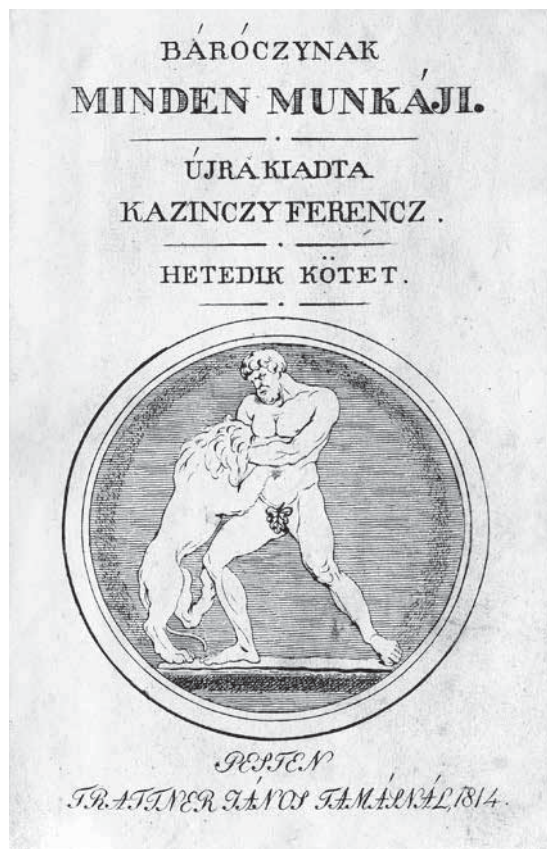 BÁRÓCZYNAK
MINDEN MUNKÁJI.
ÚJRA KIADTA
KAZINCZY FERENCZ.
HETEDIK KÖTET.
PESTEN
TRATTNER JÁNOS TAMÁSNÁL, 1814.